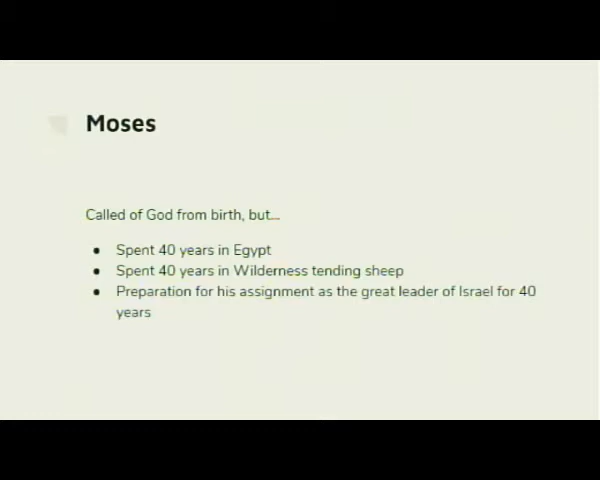 Moses
Called of God from birth, but...
● Spent 40 years in Egypt
● Spent 40 years in Wilderness tending sheep
● Preparation for his assignment as the great leader of Israel for 40
years